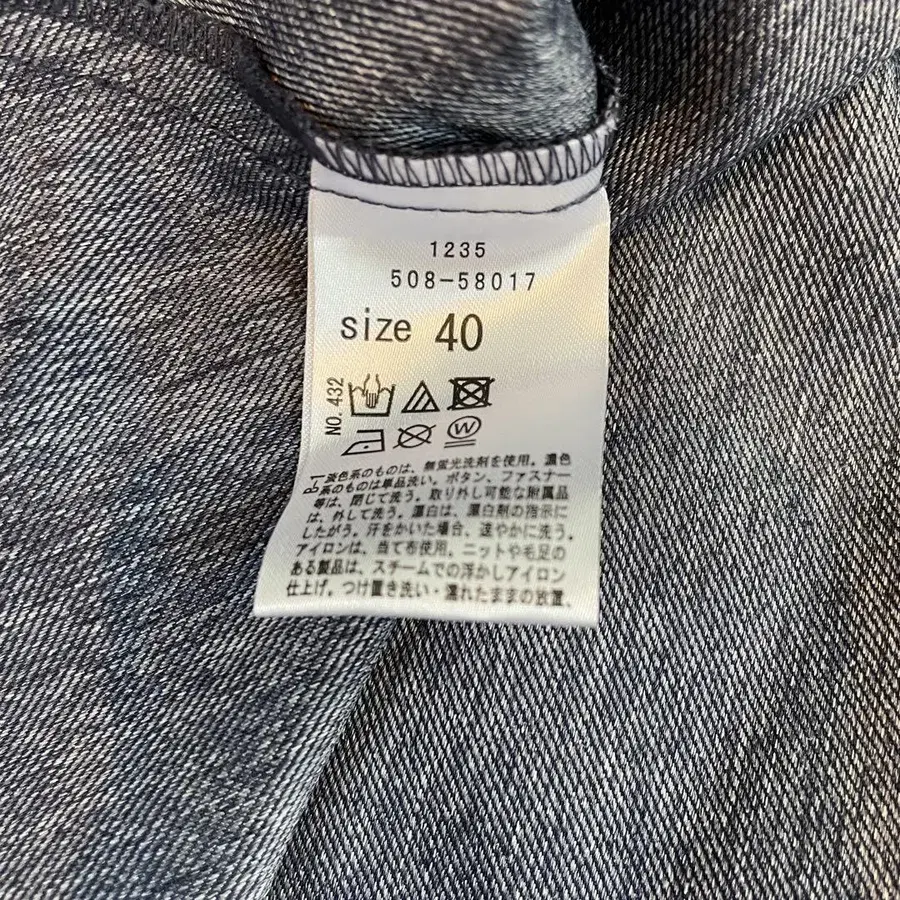 1235
508-58017
size 40
NO. 432
W
淡色系のものは、無蛍光洗剤を使用。濃色
系のものは単品洗い。ボタン、ファスナー
等は、閉じて洗う。取り外し可能な附属品
は、外して洗う。漂白は、漂白剤の指示に
したがう。汗をかいた場合、速やかに洗う。
アイロンは、当て布使用。ニットや毛足の
ある製品は、スチームでの浮かしアイロン
仕上げ。つけ置き洗い・濡れたままの放置、